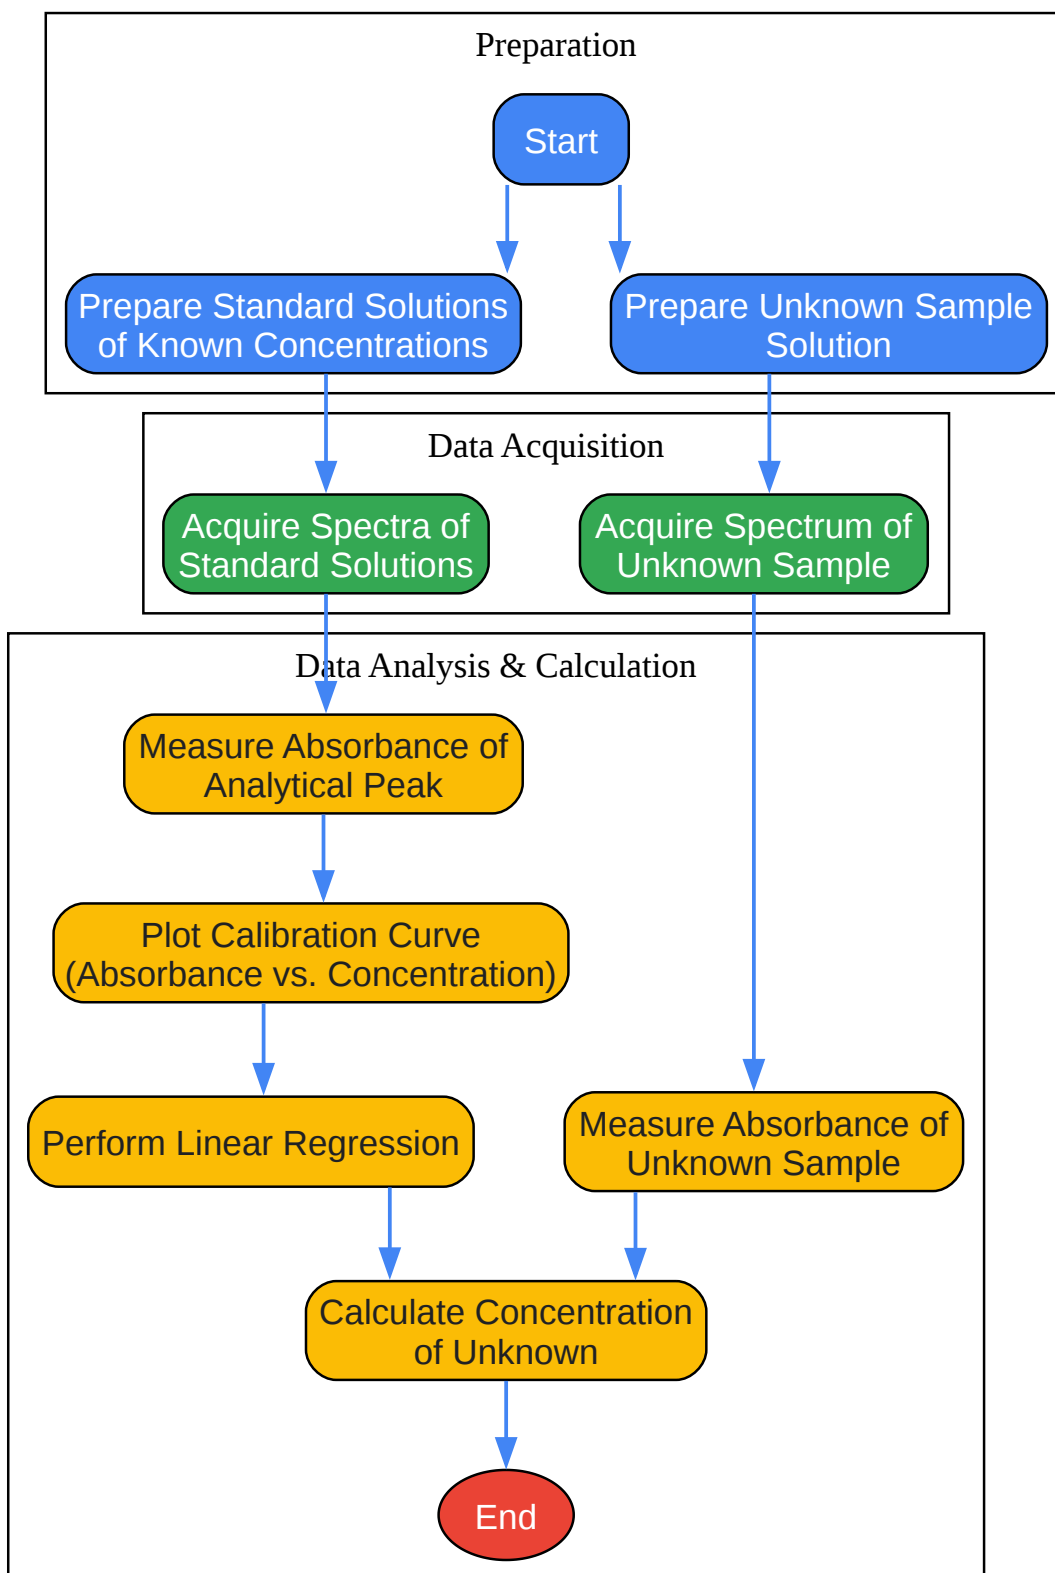 Preparation
Start
Prepare Standard Solutions
of Known Concentrations
Prepare Unknown Sample
Solution
Data Acquisition
Acquire Spectra of
Standard Solutions
Acquire Spectrum of
Unknown Sample
Data Analysis & Calculation
Measure Absorbance of
Analytical Peak
Plot Calibration Curve
(Absorbance vs. Concentration)
Perform Linear Regression
Measure Absorbance of
Unknown Sample
Calculate Concentration
of Unknown
End